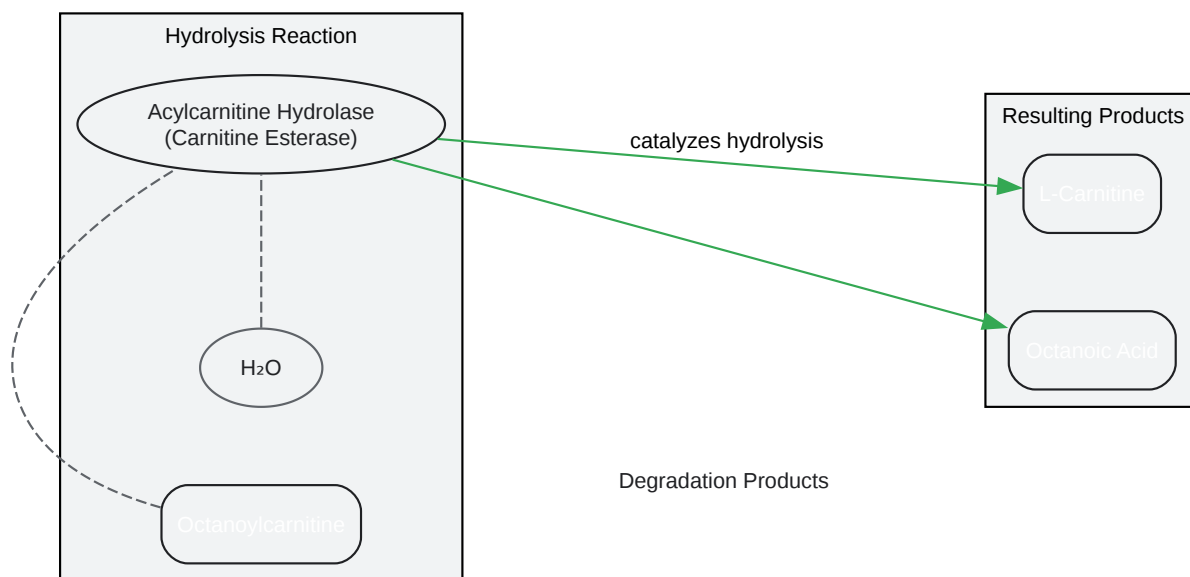 Hydrolysis Reaction
Acylcarnitine Hydrolase
(Carnitine Esterase)
H₂O
Octanoylcarnitine
catalyzes hydrolysis
Degradation Products
Resulting Products
L-Carnitine
Octanoic Acid